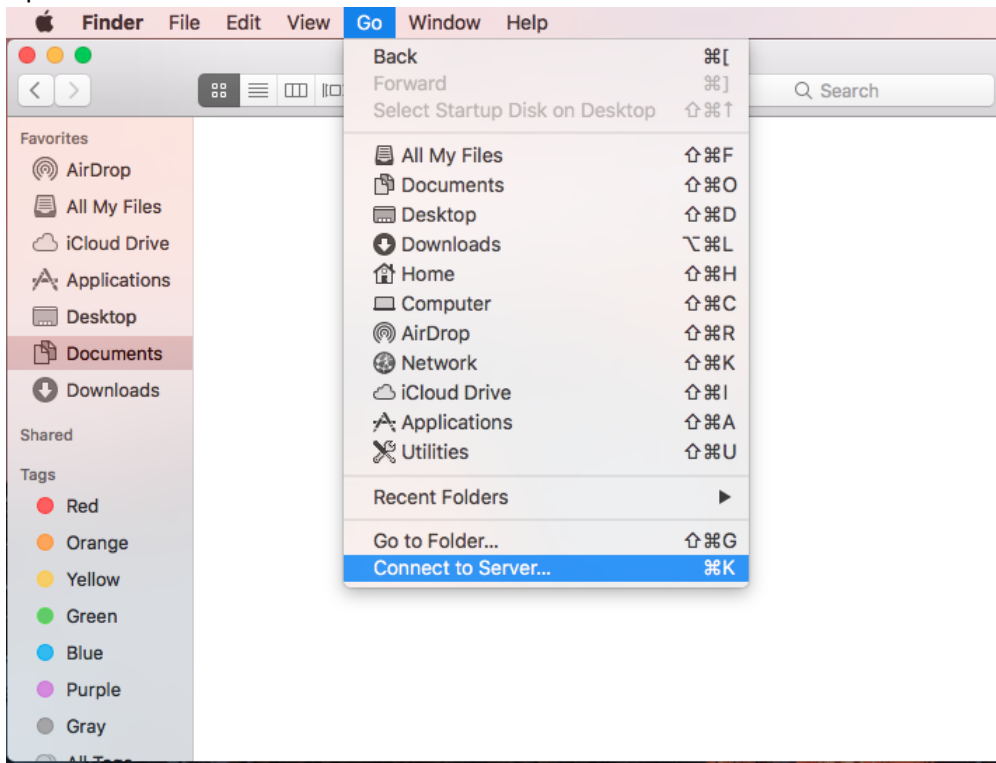 Finder File Edit View Go Window Help
Search
Favorites
AirDrop
All My Files
iCloud Drive
Applications
Desktop
Documents
Downloads
Shared
Tags
Red
Orange
Yellow
Green
Blue
Purple
Gray
All Tags
Back ⌘[
Forward ⌘]
Select Startup Disk on Desktop ⇧⌘↑
All My Files ⇧⌘F
Documents ⇧⌘O
Desktop ⇧⌘D
Downloads ⌥⌘L
Home ⇧⌘H
Computer ⇧⌘C
AirDrop ⇧⌘R
Network ⇧⌘K
iCloud Drive ⇧⌘I
Applications ⇧⌘A
Utilities ⇧⌘U
Recent Folders ▶
Go to Folder... ⇧⌘G
Connect to Server... ⌘K